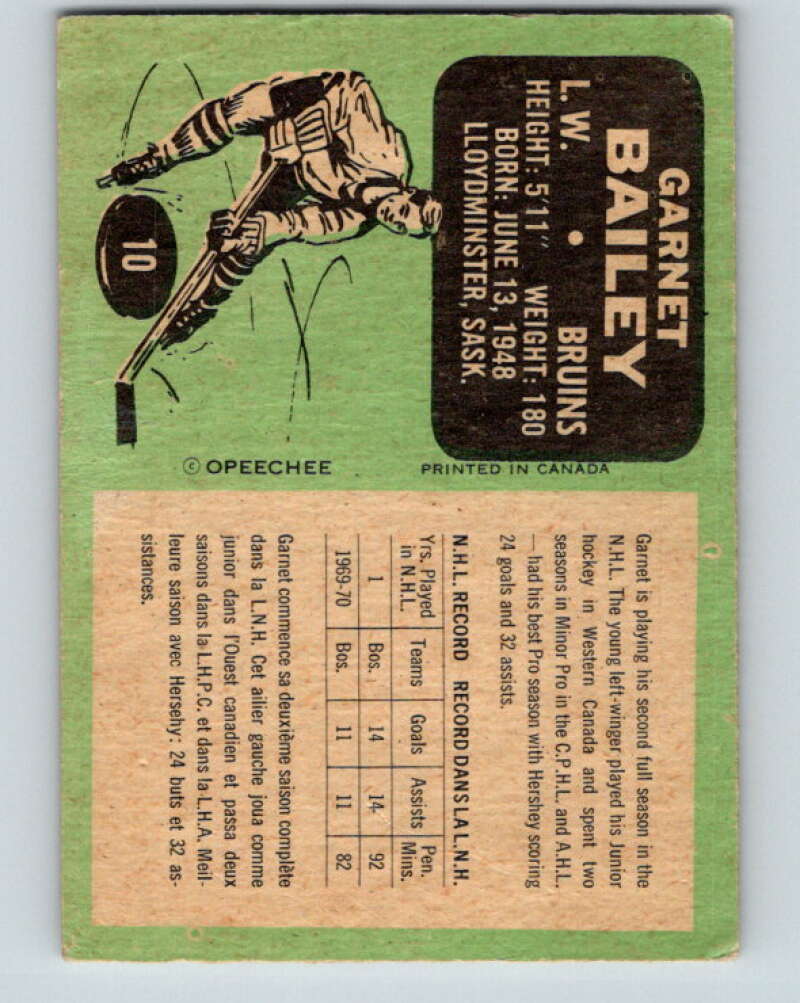 GARNET
BAILEY
L. W. • BRUINS
HEIGHT: 5'11" WEIGHT: 180
BORN: JUNE 13, 1948
LLOYDMINSTER, SASK.
10
© OPEECHEE
PRINTED IN CANADA
Garnet is playing his second full season in the
N.H.L. The young left-winger played his Junior
hockey in Western Canada and spent two
seasons in Minor Pro in the C.P.H.L. and A.H.L.
— had his best Pro season with Hershey scoring
24 goals and 32 assists.
N.H.L. RECORD RECORD DANS LA L.N.H.
Yrs. Played in N.H.L. Teams Goals Assists Pen. Mins.
1 Bos. 14 14 92
1969-70 Bos. 11 11 82
Garnet commence sa deuxième saison complète
dans la L.N.H. Cet ailier gauche joua comme
junior dans l'Ouest canadien et passa deux
saisons dans la L.H.P.C. et dans la L.H.A. Meil-
leure saison avec Hersehy: 24 buts et 32 as-
sistances.